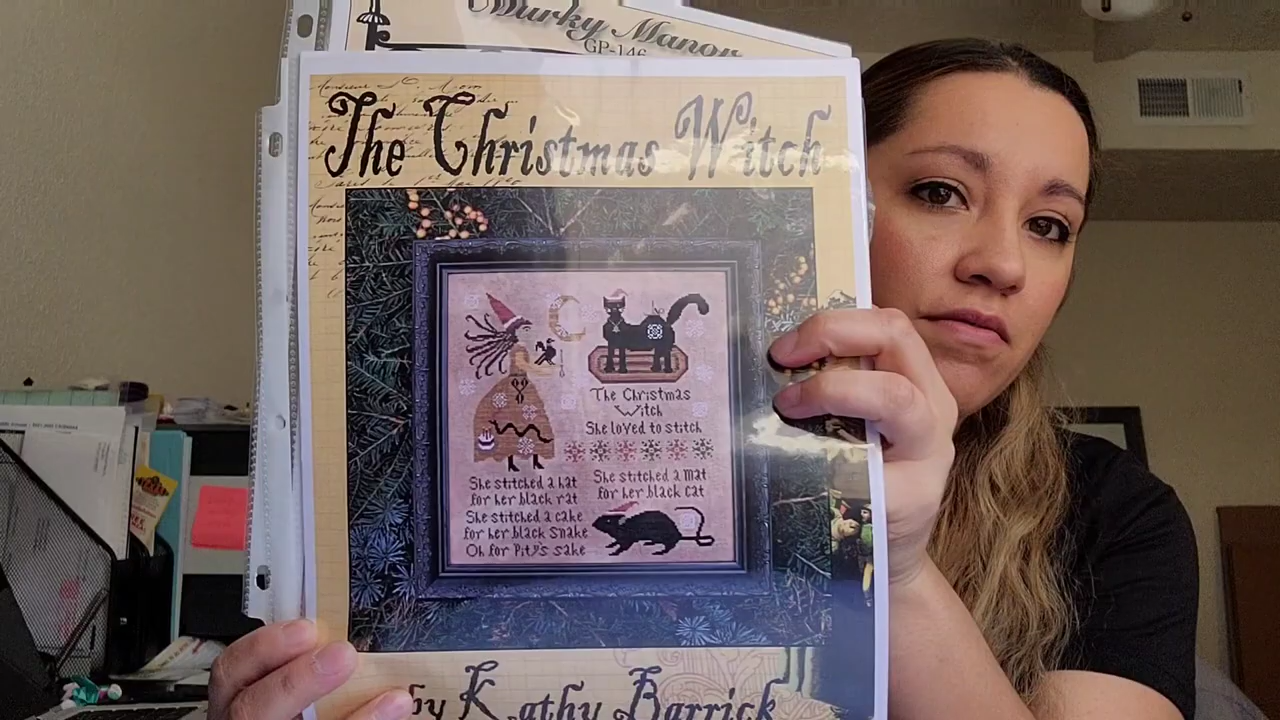 Murky Manor
GP-146
The Christmas Witch
The Christmas
Witch
She loved to stitch
She stitched a hat
for her black rat
She stitched a mat
for her black cat
She stitched a cake
for her black snake
Oh for Pity's sake
by Kathy Barrick